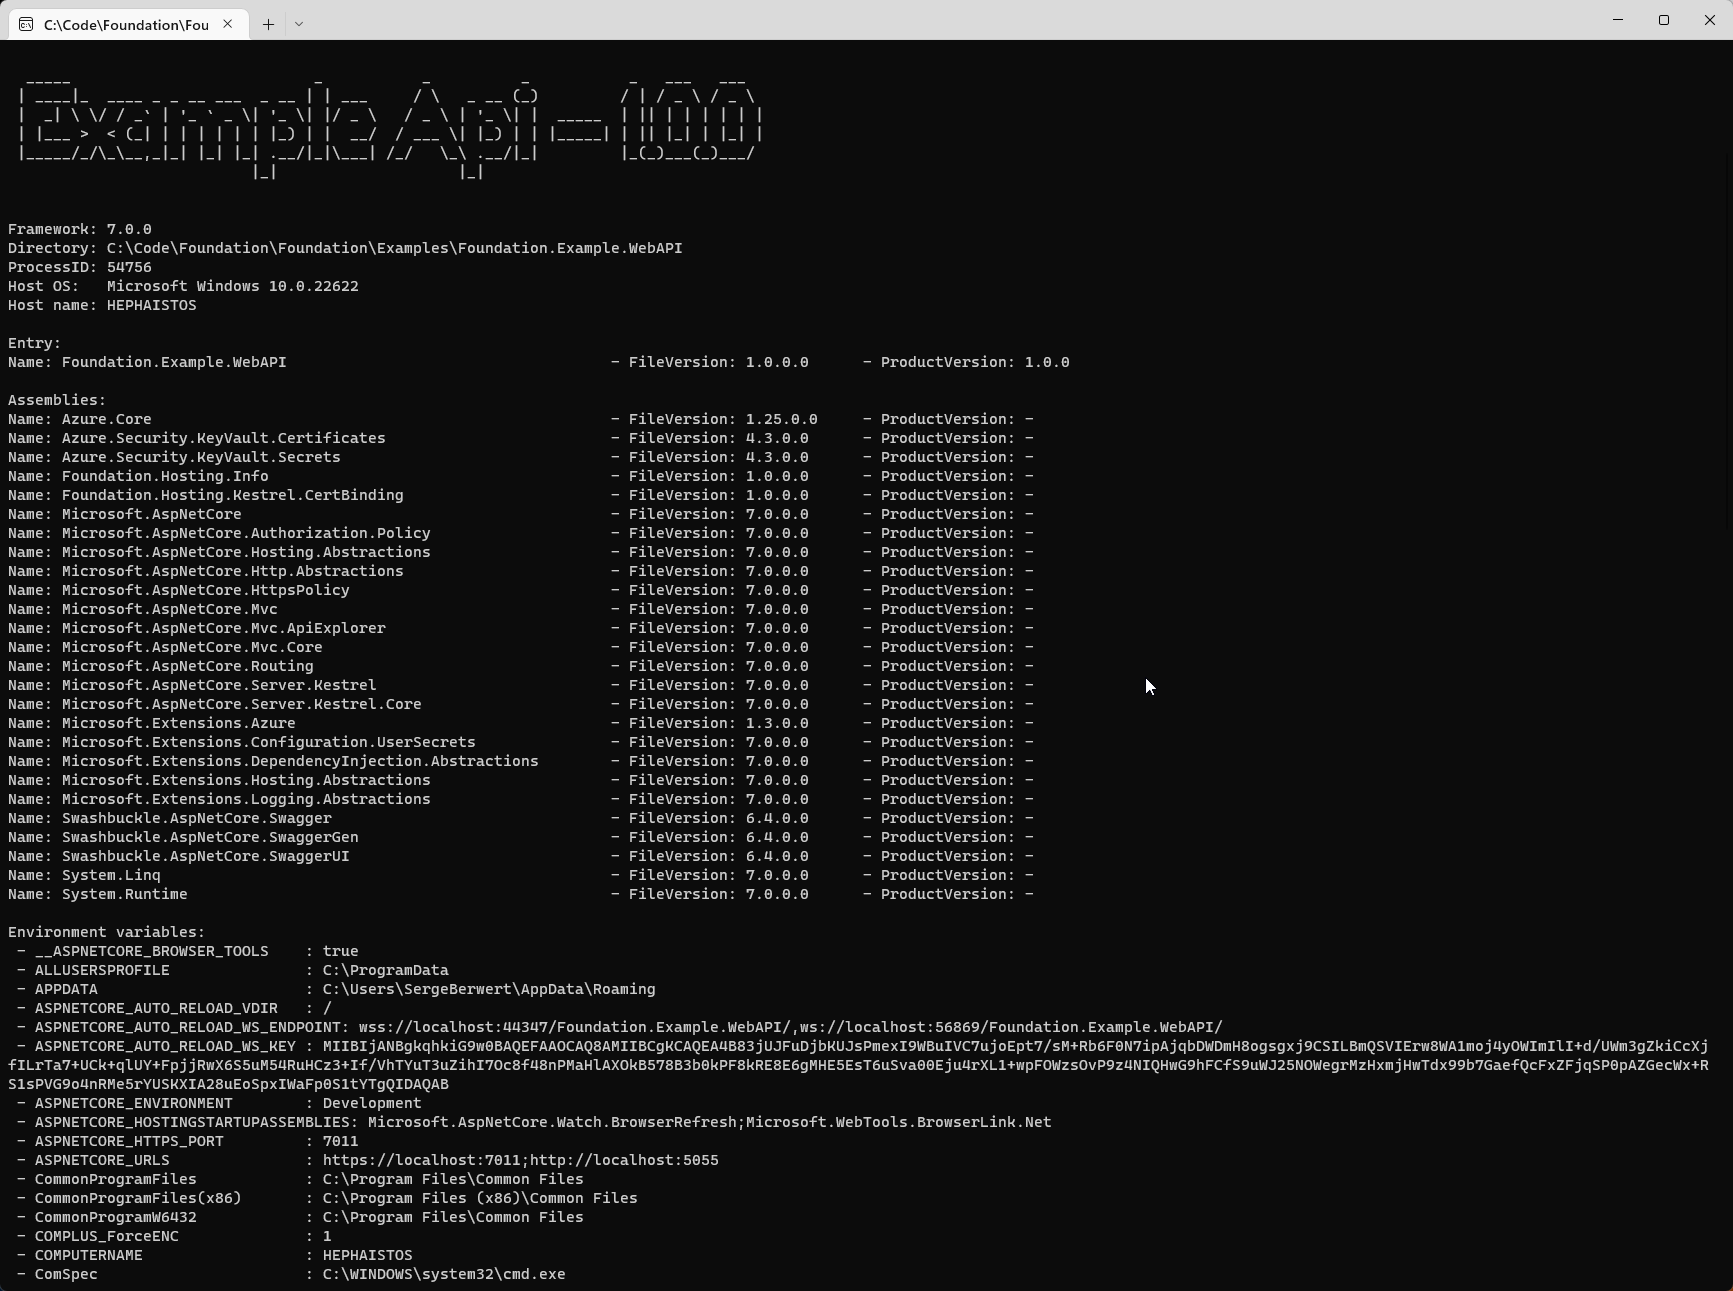 C:\Code\Foundation\Fou
ExampleApi - 1.0.0
Framework: 7.0.0
Directory: C:\Code\Foundation\Foundation\Examples\Foundation.Example.WebAPI
ProcessID: 54756
Host OS:   Microsoft Windows 10.0.22622
Host name: HEPHAISTOS
Entry:
Name: Foundation.Example.WebAPI - FileVersion: 1.0.0.0 - ProductVersion: 1.0.0
Assemblies:
Name: Azure.Core - FileVersion: 1.25.0.0 - ProductVersion: -
Name: Azure.Security.KeyVault.Certificates - FileVersion: 4.3.0.0 - ProductVersion: -
Name: Azure.Security.KeyVault.Secrets - FileVersion: 4.3.0.0 - ProductVersion: -
Name: Foundation.Hosting.Info - FileVersion: 1.0.0.0 - ProductVersion: -
Name: Foundation.Hosting.Kestrel.CertBinding - FileVersion: 1.0.0.0 - ProductVersion: -
Name: Microsoft.AspNetCore - FileVersion: 7.0.0.0 - ProductVersion: -
Name: Microsoft.AspNetCore.Authorization.Policy - FileVersion: 7.0.0.0 - ProductVersion: -
Name: Microsoft.AspNetCore.Hosting.Abstractions - FileVersion: 7.0.0.0 - ProductVersion: -
Name: Microsoft.AspNetCore.Http.Abstractions - FileVersion: 7.0.0.0 - ProductVersion: -
Name: Microsoft.AspNetCore.HttpsPolicy - FileVersion: 7.0.0.0 - ProductVersion: -
Name: Microsoft.AspNetCore.Mvc - FileVersion: 7.0.0.0 - ProductVersion: -
Name: Microsoft.AspNetCore.Mvc.ApiExplorer - FileVersion: 7.0.0.0 - ProductVersion: -
Name: Microsoft.AspNetCore.Mvc.Core - FileVersion: 7.0.0.0 - ProductVersion: -
Name: Microsoft.AspNetCore.Routing - FileVersion: 7.0.0.0 - ProductVersion: -
Name: Microsoft.AspNetCore.Server.Kestrel - FileVersion: 7.0.0.0 - ProductVersion: -
Name: Microsoft.AspNetCore.Server.Kestrel.Core - FileVersion: 7.0.0.0 - ProductVersion: -
Name: Microsoft.Extensions.Azure - FileVersion: 1.3.0.0 - ProductVersion: -
Name: Microsoft.Extensions.Configuration.UserSecrets - FileVersion: 7.0.0.0 - ProductVersion: -
Name: Microsoft.Extensions.DependencyInjection.Abstractions - FileVersion: 7.0.0.0 - ProductVersion: -
Name: Microsoft.Extensions.Hosting.Abstractions - FileVersion: 7.0.0.0 - ProductVersion: -
Name: Microsoft.Extensions.Logging.Abstractions - FileVersion: 7.0.0.0 - ProductVersion: -
Name: Swashbuckle.AspNetCore.Swagger - FileVersion: 6.4.0.0 - ProductVersion: -
Name: Swashbuckle.AspNetCore.SwaggerGen - FileVersion: 6.4.0.0 - ProductVersion: -
Name: Swashbuckle.AspNetCore.SwaggerUI - FileVersion: 6.4.0.0 - ProductVersion: -
Name: System.Linq - FileVersion: 7.0.0.0 - ProductVersion: -
Name: System.Runtime - FileVersion: 7.0.0.0 - ProductVersion: -
Environment variables:
- __ASPNETCORE_BROWSER_TOOLS : true
- ALLUSERSPROFILE : C:\ProgramData
- APPDATA : C:\Users\SergeBerwert\AppData\Roaming
- ASPNETCORE_AUTO_RELOAD_VDIR : /
- ASPNETCORE_AUTO_RELOAD_WS_ENDPOINT: wss://localhost:44347/Foundation.Example.WebAPI/,ws://localhost:56869/Foundation.Example.WebAPI/
- ASPNETCORE_AUTO_RELOAD_WS_KEY : MIIBIjANBgkqhkiG9w0BAQEFAAOCAQ8AMIIBCgKCAQEA4B83jUJFuDjbKUJsPmexI9WBuIVC7ujoEpt7/sM+Rb6F0N7ipAjqbDWDmH8ogsgxj9CSILBmQSVIErw8WA1moj4yOWImIlI+d/UWm3gZkiCcXj
fILrTa7+UCk+qlUY+FpjjRwX6S5uM54RuHCz3+If/VhTYuT3uZihI7Oc8f48nPMaHlAXOkB578B3b0kPF8kRE8E6gMHE5EsT6uSva00Eju4rXL1+wpFOWzsOvP9z4NIQHwG9hFCfS9uWJ25NOWegrMzHxmjHwTdx99b7GaefQcFxZFjqSP0pAZGecWx+R
S1sPVG9o4nRMe5rYUSKXIA28uEoSpxIWaFp0S1tYTgQIDAQAB
- ASPNETCORE_ENVIRONMENT : Development
- ASPNETCORE_HOSTINGSTARTUPASSEMBLIES: Microsoft.AspNetCore.Watch.BrowserRefresh;Microsoft.WebTools.BrowserLink.Net
- ASPNETCORE_HTTPS_PORT : 7011
- ASPNETCORE_URLS : https://localhost:7011;http://localhost:5055
- CommonProgramFiles : C:\Program Files\Common Files
- CommonProgramFiles(x86) : C:\Program Files (x86)\Common Files
- CommonProgramW6432 : C:\Program Files\Common Files
- COMPLUS_ForceENC : 1
- COMPUTERNAME : HEPHAISTOS
- ComSpec : C:\WINDOWS\system32\cmd.exe